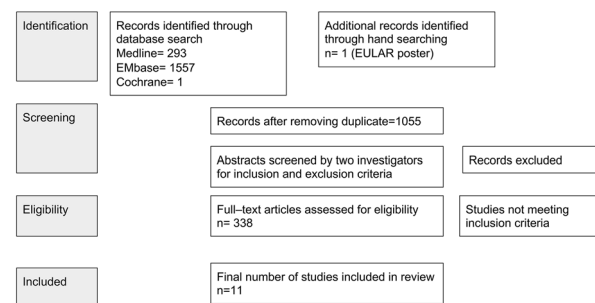 Identification
Records identified through
database search
Medline= 293
EMbase= 1557
Cochrane= 1
Additional records identified
through hand searching
n= 1 (EULAR poster)
Screening
Records after removing duplicate=1055
Abstracts screened by two investigators
for inclusion and exclusion criteria
Records excluded
Eligibility
Full–text articles assessed for eligibility
n= 338
Studies not meeting
inclusion criteria
Included
Final number of studies included in review
n=11